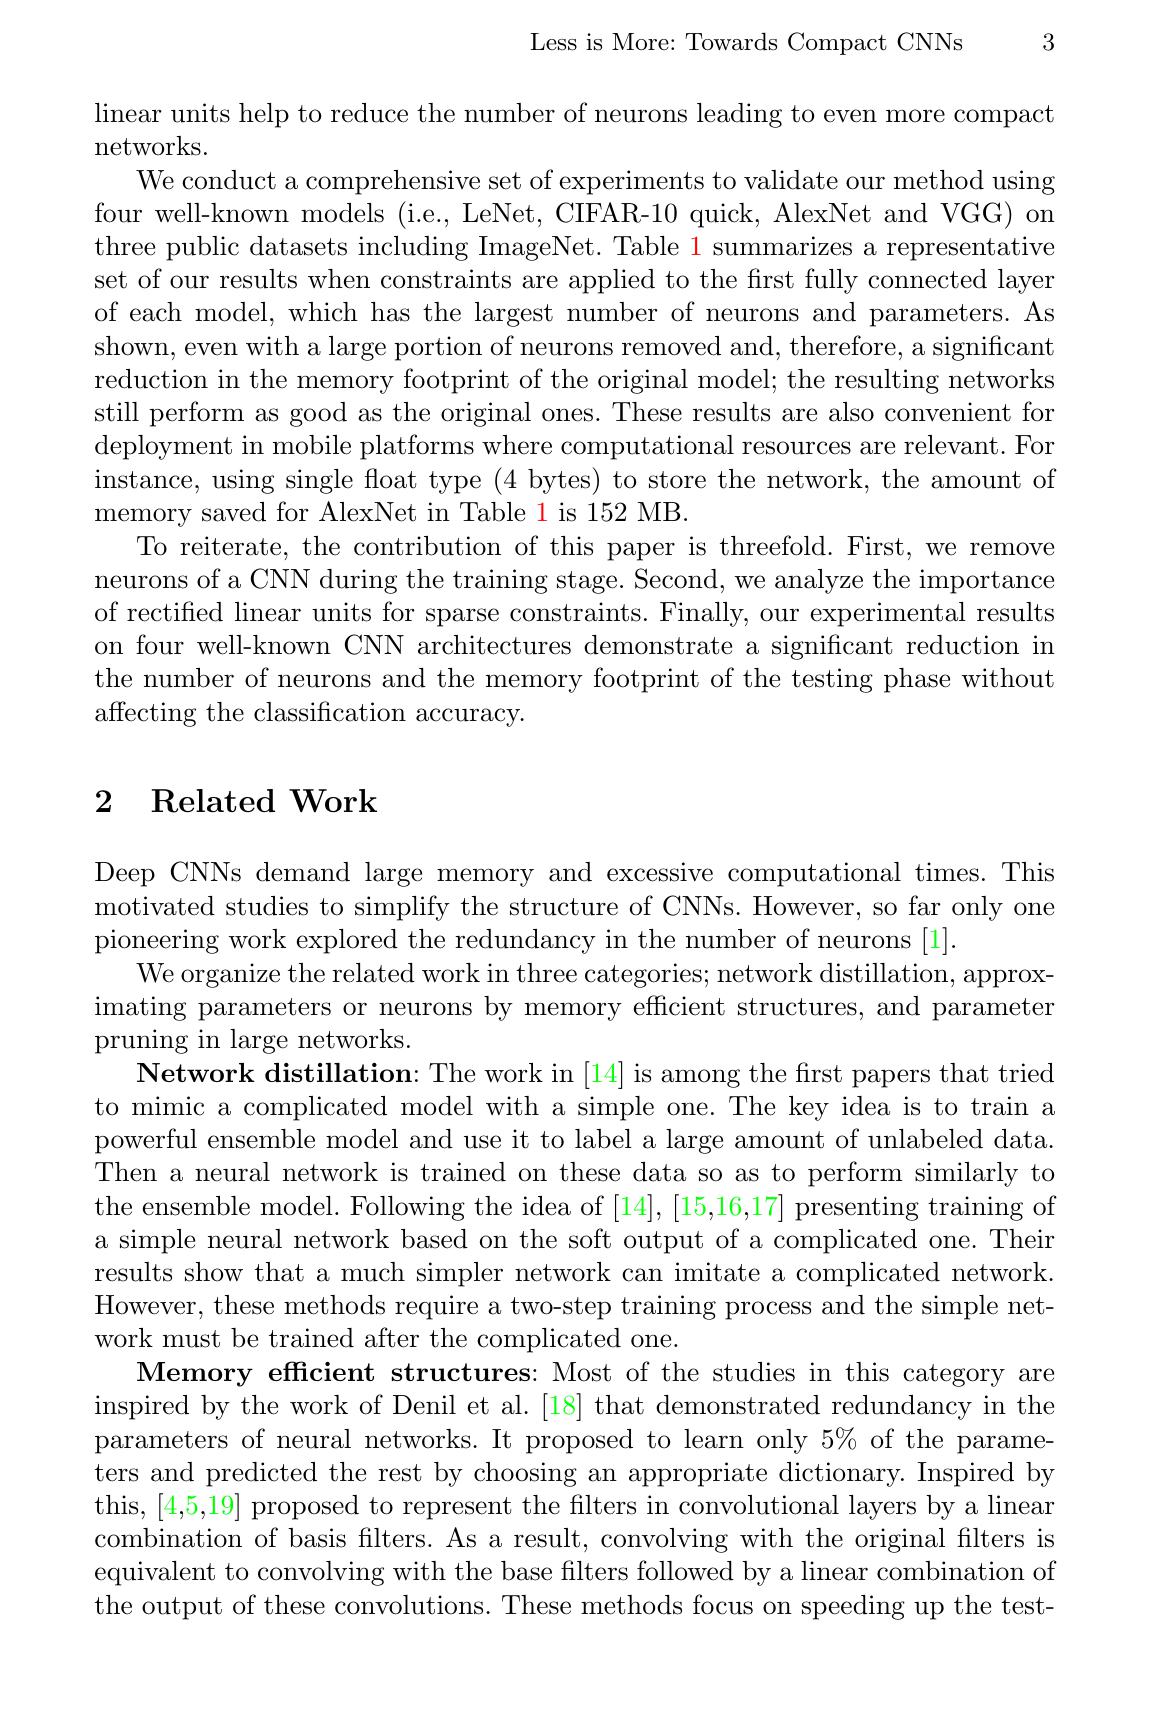 Less is More: Towards Compact CNNs 3
linear units help to reduce the number of neurons leading to even more compact
networks.
We conduct a comprehensive set of experiments to validate our method using
four well-known models (i.e., LeNet, CIFAR-10 quick, AlexNet and VGG) on
three public datasets including ImageNet. Table 1 summarizes a representative
set of our results when constraints are applied to the first fully connected layer
of each model, which has the largest number of neurons and parameters. As
shown, even with a large portion of neurons removed and, therefore, a significant
reduction in the memory footprint of the original model; the resulting networks
still perform as good as the original ones. These results are also convenient for
deployment in mobile platforms where computational resources are relevant. For
instance, using single float type (4 bytes) to store the network, the amount of
memory saved for AlexNet in Table 1 is 152 MB.
To reiterate, the contribution of this paper is threefold. First, we remove
neurons of a CNN during the training stage. Second, we analyze the importance
of rectified linear units for sparse constraints. Finally, our experimental results
on four well-known CNN architectures demonstrate a significant reduction in
the number of neurons and the memory footprint of the testing phase without
affecting the classification accuracy.
2 Related Work
Deep CNNs demand large memory and excessive computational times. This
motivated studies to simplify the structure of CNNs. However, so far only one
pioneering work explored the redundancy in the number of neurons [1].
We organize the related work in three categories; network distillation, approx-
imating parameters or neurons by memory efficient structures, and parameter
pruning in large networks.
Network distillation: The work in [14] is among the first papers that tried
to mimic a complicated model with a simple one. The key idea is to train a
powerful ensemble model and use it to label a large amount of unlabeled data.
Then a neural network is trained on these data so as to perform similarly to
the ensemble model. Following the idea of [14], [15,16,17] presenting training of
a simple neural network based on the soft output of a complicated one. Their
results show that a much simpler network can imitate a complicated network.
However, these methods require a two-step training process and the simple net-
work must be trained after the complicated one.
Memory efficient structures: Most of the studies in this category are
inspired by the work of Denil et al. [18] that demonstrated redundancy in the
parameters of neural networks. It proposed to learn only 5% of the parame-
ters and predicted the rest by choosing an appropriate dictionary. Inspired by
this, [4,5,19] proposed to represent the filters in convolutional layers by a linear
combination of basis filters. As a result, convolving with the original filters is
equivalent to convolving with the base filters followed by a linear combination of
the output of these convolutions. These methods focus on speeding up the test-